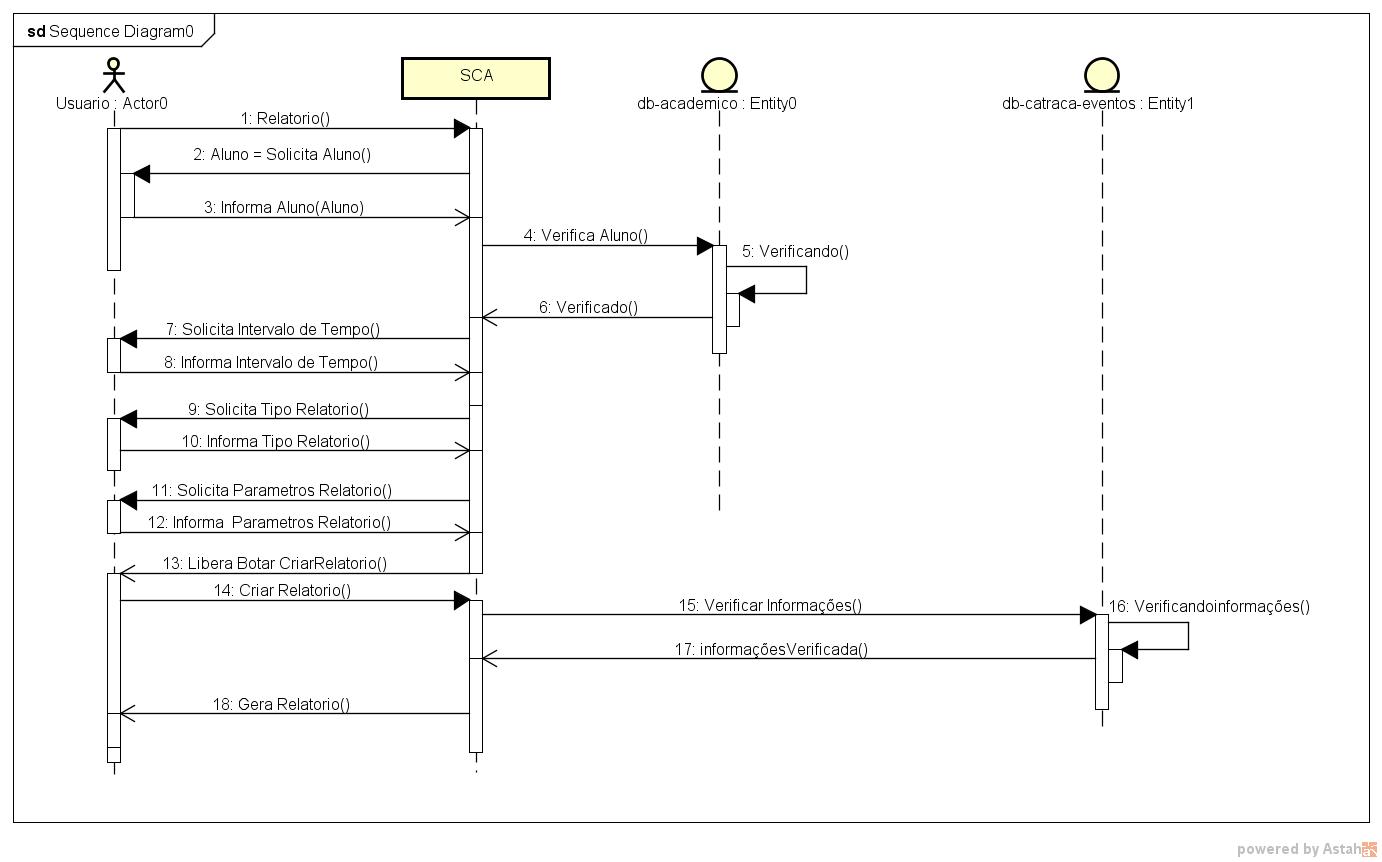 sd Sequence Diagram0
Usuario : Actor0
SCA
db-academico : Entity0
db-catraca-eventos : Entity1
1: Relatorio()
2: Aluno = Solicita Aluno()
3: Informa Aluno(Aluno)
4: Verifica Aluno()
5: Verificando()
6: Verificado()
7: Solicita Intervalo de Tempo()
8: Informa Intervalo de Tempo()
9: Solicita Tipo Relatorio()
10: Informa Tipo Relatorio()
11: Solicita Parametros Relatorio()
12: Informa  Parametros Relatorio()
13: Libera Botar CriarRelatorio()
14: Criar Relatorio()
15: Verificar Informações()
16: Verificandoinformações()
17: informaçõesVerificada()
18: Gera Relatorio()
powered by Astah